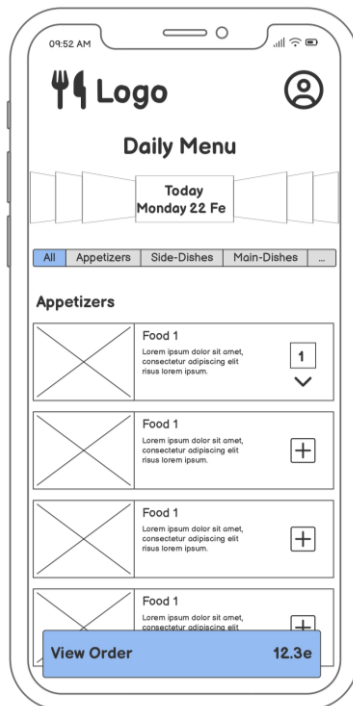 09:52 AM
Logo
Daily Menu
Today
Monday 22 Fe
All Appetizers Side-Dishes Main-Dishes ...
Appetizers
Food 1
Lorem ipsum dolor sit amet,
consectetur adipiscing elit
risus lorem ipsum.
1
Food 1
Lorem ipsum dolor sit amet,
consectetur adipiscing elit
risus lorem ipsum.
Food 1
Lorem ipsum dolor sit amet,
consectetur adipiscing elit
risus lorem ipsum.
Food 1
Lorem ipsum dolor sit amet,
consectetur adipiscing elit
View Order 12.3e